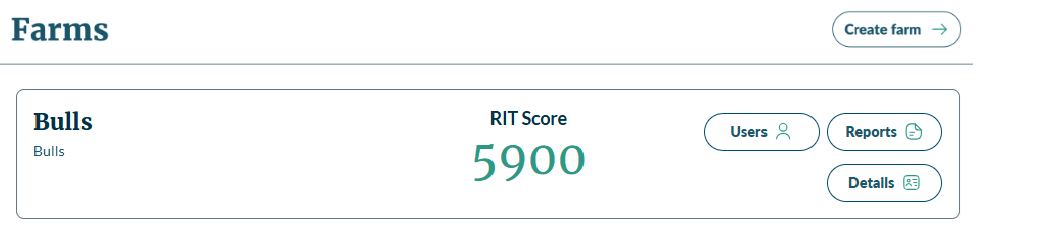 Farms
Create farm
Bulls
Bulls
RIT Score
5900
Users
Reports
Details